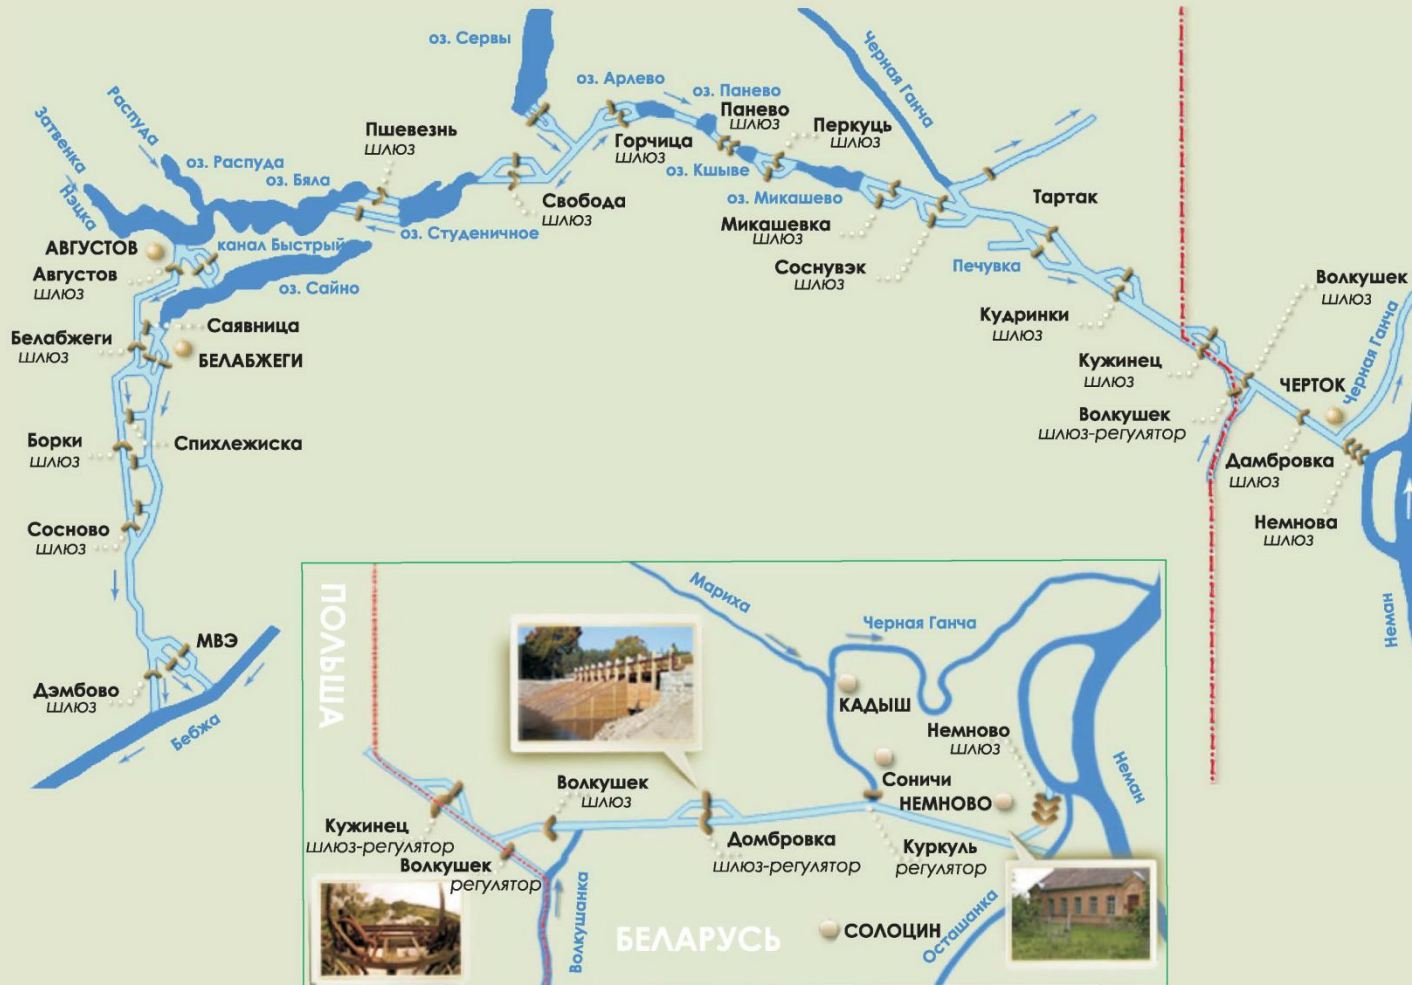 оз. Сервы
Черная Ганча
оз. Арлево
оз. Панево
Панево
шлюз
Распуда
Затвенка
Нэцка
Пшевезнь
шлюз
Горчица
шлюз
Перкуць
шлюз
оз. Распуда
оз. Бяла
оз. Кшыве
оз. Микашево
Свобода
шлюз
Тартак
Микашевка
шлюз
оз. Студеничное
АВГУСТОВ
канал Быстрый
Августов
шлюз
оз. Сайно
Соснувэк
шлюз
Печувка
Волкушек
шлюз
Кудринки
шлюз
Саявница
Белабжеги
шлюз
БЕЛАБЖЕГИ
Кужинец
шлюз
ЧЕРТОК
Черная Ганча
Волкушек
шлюз-регулятор
Борки
шлюз
Спихлежиска
Дамбровка
шлюз
Сосново
шлюз
Немнова
шлюз
Неман
МВЭ
Дэмбово
шлюз
Бебжа
ПОЛЬША
Мариха
Черная Ганча
КАДЫШ
Немново
шлюз
Неман
Соничи
НЕМНОВО
Волкушек
шлюз
Кужинец
шлюз-регулятор
Волкушек
регулятор
Домбровка
шлюз-регулятор
Куркуль
регулятор
Волкушанка
БЕЛАРУСЬ
СОЛОЦИН
Осташанка